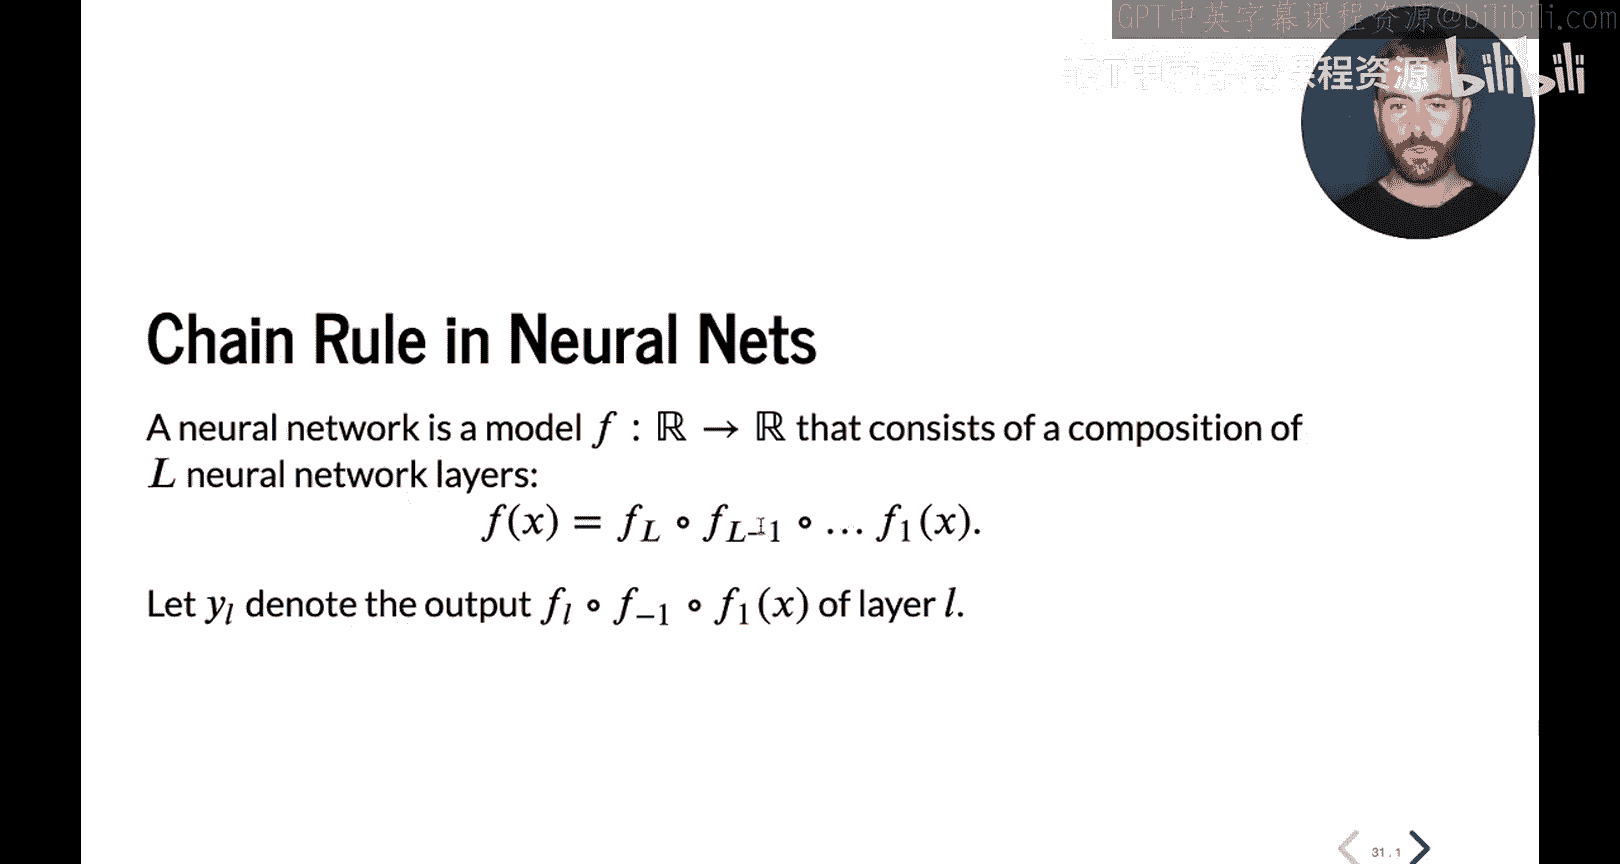 GPT中英字幕课程资源@bilibili.com
课程资源 bilibili
Chain Rule in Neural Nets
A neural network is a model f : ℝ → ℝ that consists of a composition of
L neural network layers:
f(x) = f_L ∘ f_{L−1} ∘ … f_1(x).
Let y_l denote the output f_l ∘ f_{−1} ∘ f_1(x) of layer l.
31 . 1